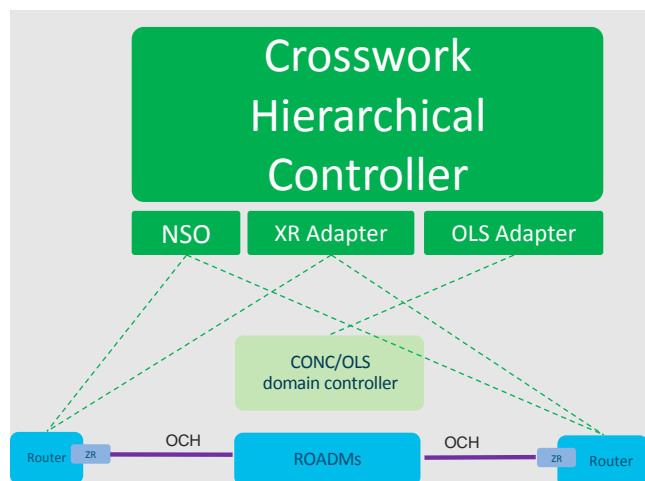 Crosswork
Hierarchical
Controller
NSO
XR Adapter
OLS Adapter
CONC/OLS
domain controller
OCH
OCH
Router
ZR
ROADMs
ZR
Router